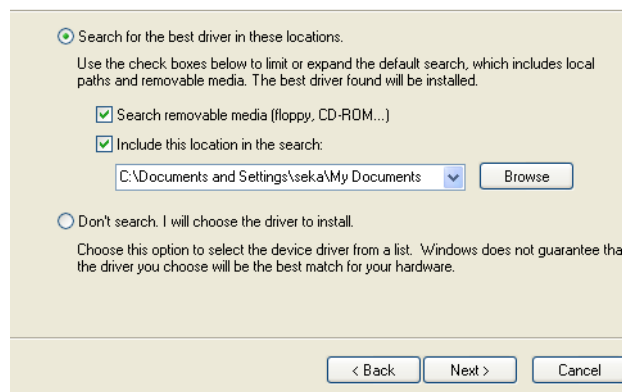 Search for the best driver in these locations.
Use the check boxes below to limit or expand the default search, which includes local
paths and removable media. The best driver found will be installed.
Search removable media (floppy, CD-ROM...)
Include this location in the search:
C:\Documents and Settings\seka\My Documents
Browse
Don't search. I will choose the driver to install.
Choose this option to select the device driver from a list. Windows does not guarantee tha
the driver you choose will be the best match for your hardware.
< Back
Next >
Cancel